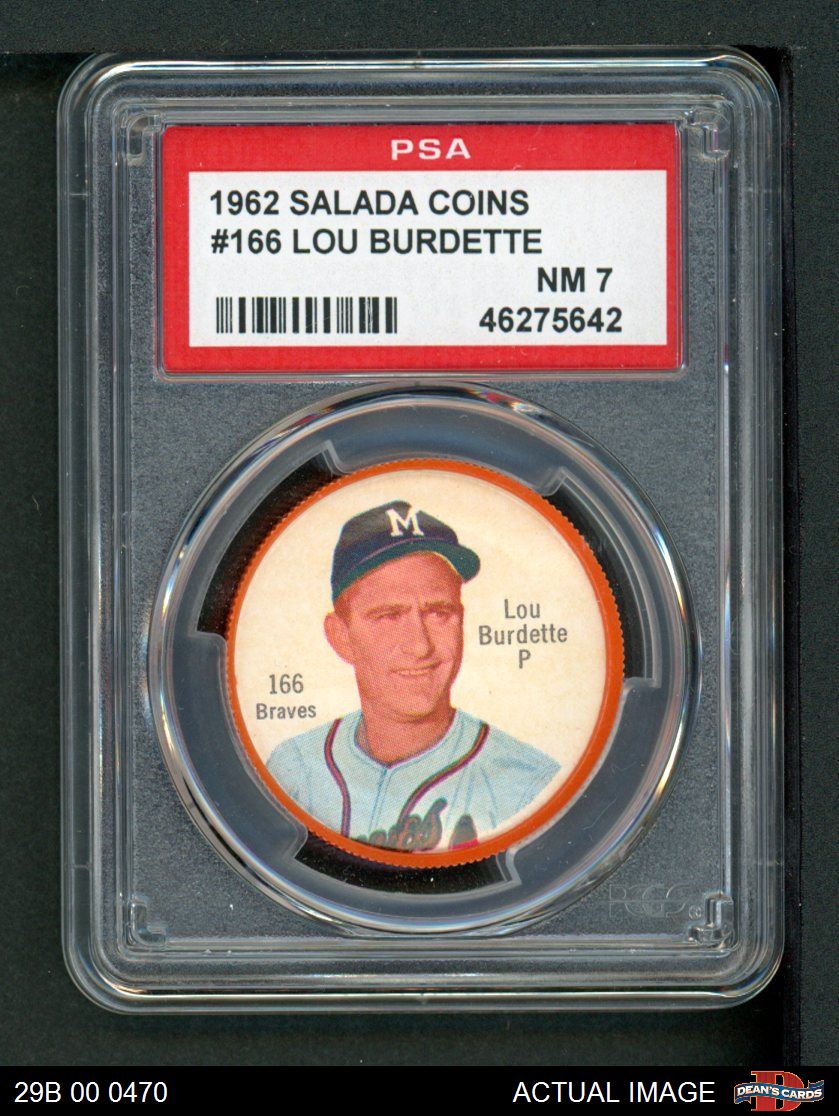 PSA
1962 SALADA COINS
#166 LOU BURDETTE
NM 7
46275642
M
Lou
Burdette
P
166
Braves
PCGS
29B 00 0470
ACTUAL IMAGE
DEAN'S CARDS